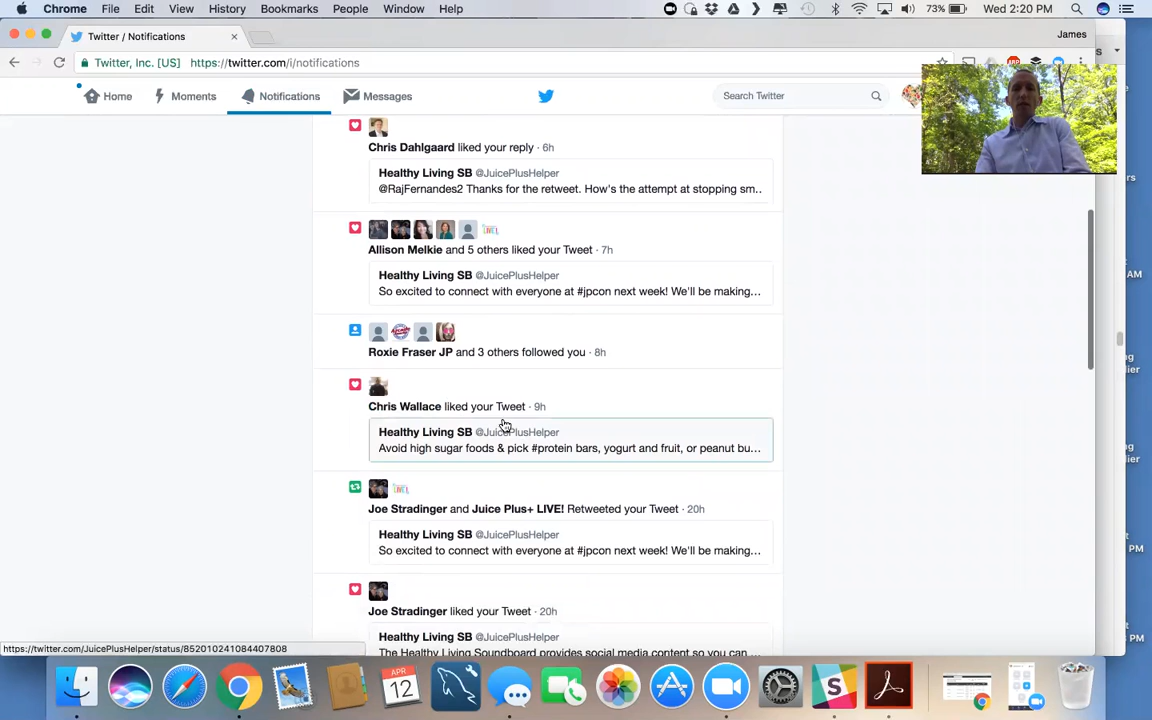 Chrome File Edit View History Bookmarks People Window Help 73% Wed 2:20 PM
Twitter / Notifications James
Twitter, Inc. [US] https://twitter.com/i/notifications
Home Moments Notifications Messages Search Twitter
Chris Dahlgaard liked your reply · 6h
Healthy Living SB @JuicePlusHelper
@RajFernandes2 Thanks for the retweet. How's the attempt at stopping sm..
Allison Melkie and 5 others liked your Tweet · 7h
Healthy Living SB @JuicePlusHelper
So excited to connect with everyone at #jpcon next week! We'll be making...
Roxie Fraser JP and 3 others followed you · 8h
Chris Wallace liked your Tweet · 9h
Healthy Living SB @JuicePlusHelper
Avoid high sugar foods & pick #protein bars, yogurt and fruit, or peanut bu...
Joe Stradinger and Juice Plus+ LIVE! Retweeted your Tweet · 20h
Healthy Living SB @JuicePlusHelper
So excited to connect with everyone at #jpcon next week! We'll be making...
Joe Stradinger liked your Tweet · 20h
Healthy Living SB @JuicePlusHelper
The Healthy Living Soundboard provides social media content so you can ...
https://twitter.com/JuicePlusHelper/status/852010241084407808
APR
12